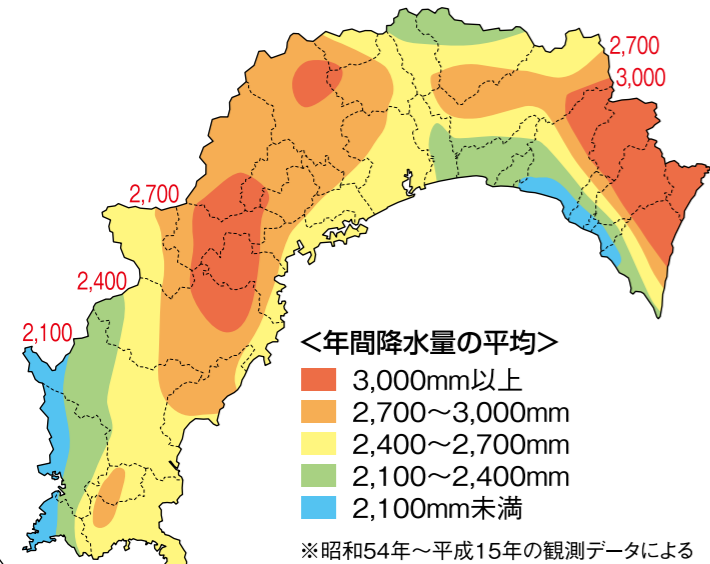 2,700
3,000
2,700
2,400
2,100
<年間降水量の平均>
3,000mm以上
2,700〜3,000mm
2,400〜2,700mm
2,100〜2,400mm
2,100mm未満
※昭和54年〜平成15年の観測データによる